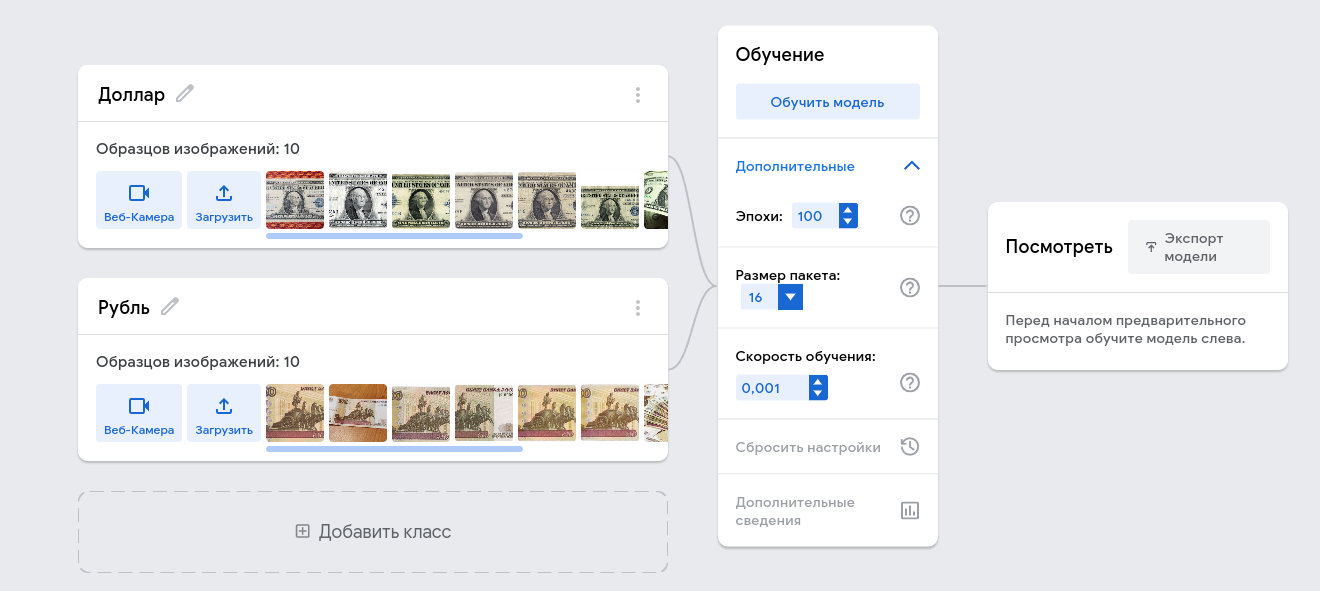 Доллар
Образцов изображений: 10
Веб-Камера
Загрузить
Рубль
Образцов изображений: 10
Веб-Камера
Загрузить
Добавить класс
Обучение
Обучить модель
Дополнительные
Эпохи: 100
Размер пакета:
16
Скорость обучения:
0,001
Сбросить настройки
Дополнительные
сведения
Посмотреть
Экспорт
модели
Перед началом предварительного
просмотра обучите модель слева.